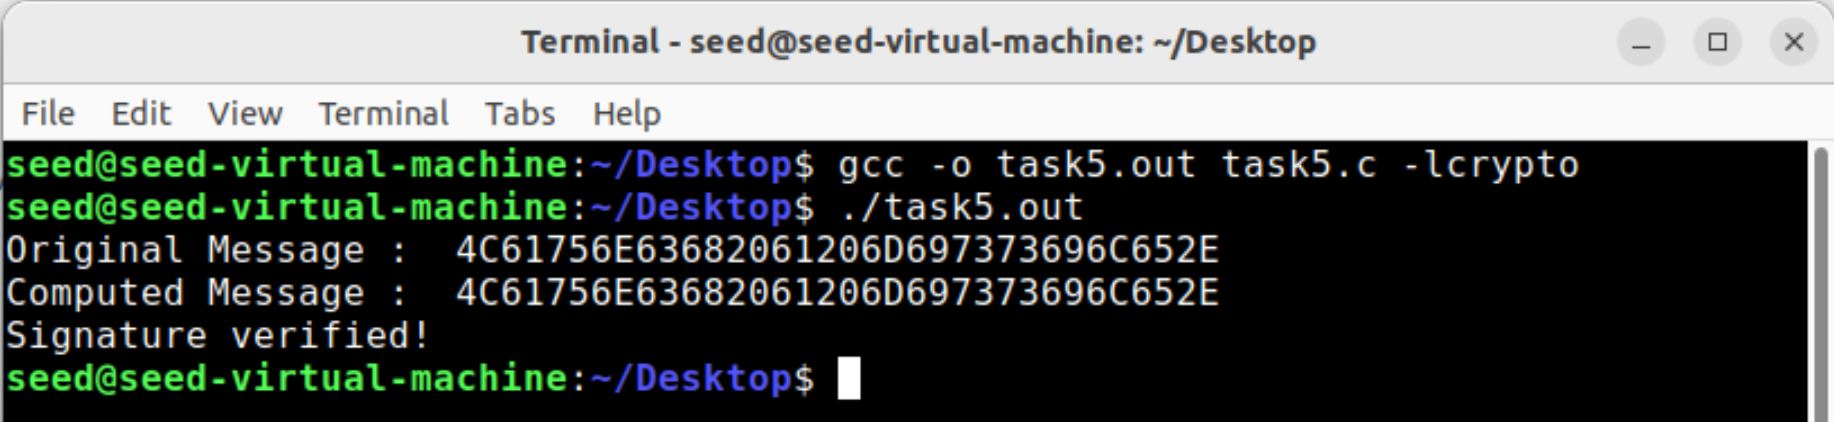 Terminal - seed@seed-virtual-machine: ~/Desktop
File Edit View Terminal Tabs Help
seed@seed-virtual-machine:~/Desktop$ gcc -o task5.out task5.c -lcrypto
seed@seed-virtual-machine:~/Desktop$ ./task5.out
Original Message :  4C61756E63682061206D697373696C652E
Computed Message :  4C61756E63682061206D697373696C652E
Signature verified!
seed@seed-virtual-machine:~/Desktop$